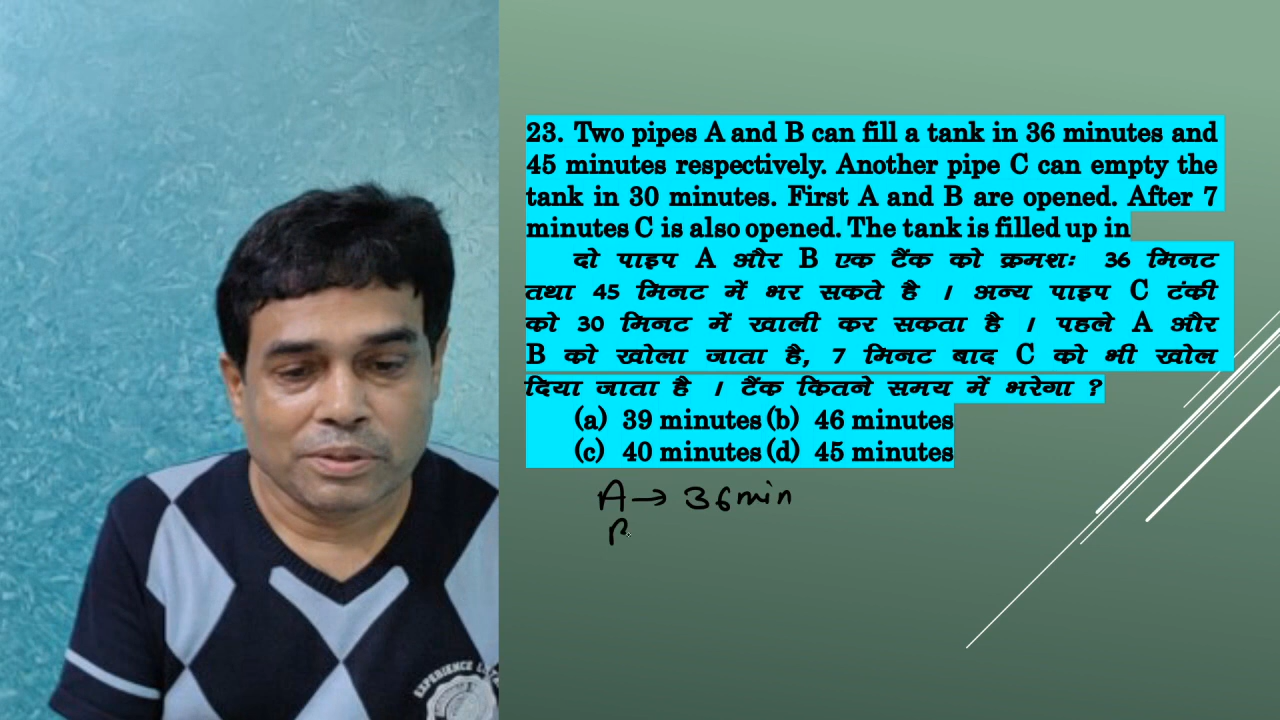 23. Two pipes A and B can fill a tank in 36 minutes and
45 minutes respectively. Another pipe C can empty the
tank in 30 minutes. First A and B are opened. After 7
minutes C is also opened. The tank is filled up in
दो पाइप A और B एक टैंक को क्रमशः 36 मिनट
तथा 45 मिनट में भर सकते है । अन्य पाइप C टंकी
को 30 मिनट में खाली कर सकता है । पहले A और
B को खोला जाता है, 7 मिनट बाद C को भी खोल
दिया जाता है । टैंक कितने समय में भरेगा ?
(a) 39 minutes (b) 46 minutes
(c) 40 minutes (d) 45 minutes
A → 36 min
B
EXPERIENCE